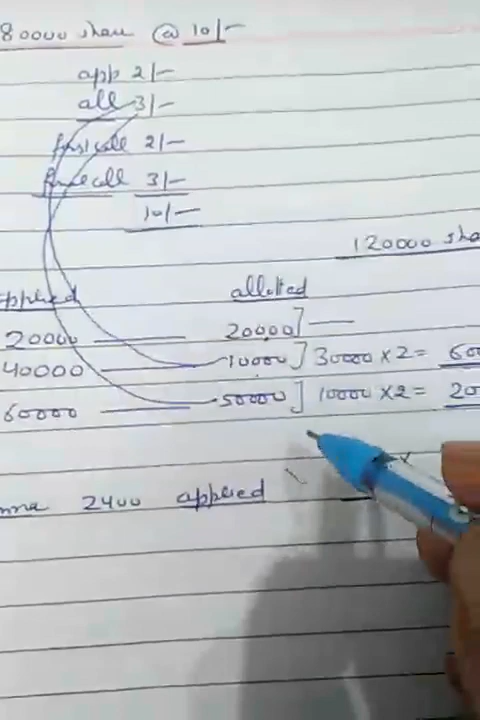 80000 share @ 10/-
app 2/-
all 3/-
first call 2/-
final call 3/-
10/-
120000 sha
applied allotted
20000 20000] —
40000 10000] 30000 x 2 = 60
60000 50000] 10000 x 2 = 20
2400 applied